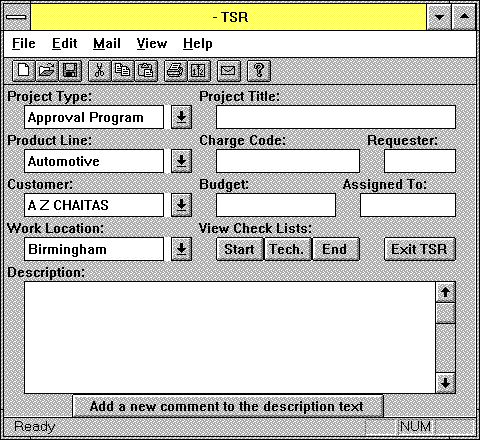 - TSR
File Edit Mail View Help
Project Type: Project Title:
Approval Program
Product Line: Charge Code: Requester:
Automotive
Customer: Budget: Assigned To:
A Z CHAITAS
Work Location: View Check Lists:
Birmingham Start Tech. End Exit TSR
Description:
Add a new comment to the description text
Ready NUM